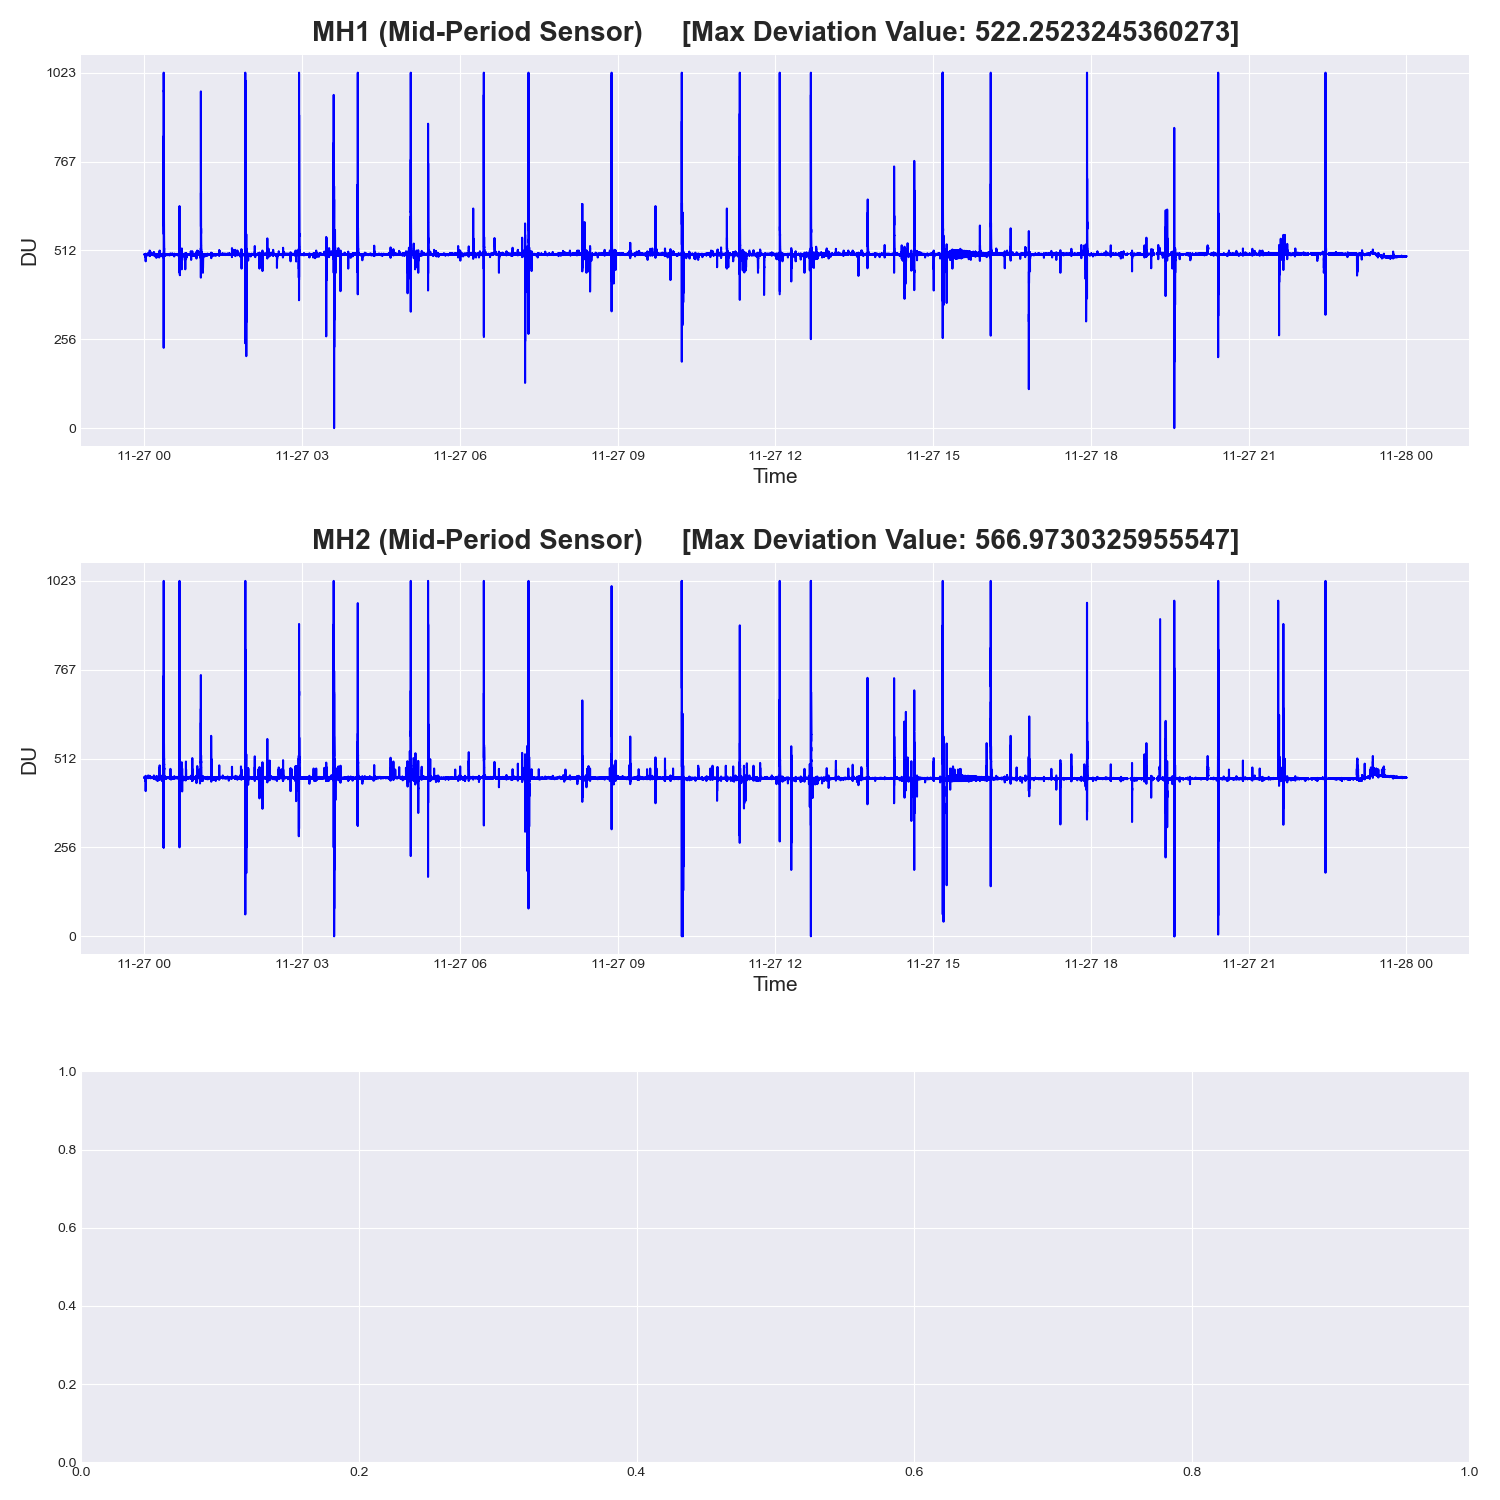 MH1 (Mid-Period Sensor) [Max Deviation Value: 522.2523245360273]
1023
767
512
256
0
DU
11-27 00 11-27 03 11-27 06 11-27 09 11-27 12 11-27 15 11-27 18 11-27 21 11-28 00
Time
MH2 (Mid-Period Sensor) [Max Deviation Value: 566.9730325955547]
1023
767
512
256
0
DU
11-27 00 11-27 03 11-27 06 11-27 09 11-27 12 11-27 15 11-27 18 11-27 21 11-28 00
Time
1.0
0.8
0.6
0.4
0.2
0.0
0.0 0.2 0.4 0.6 0.8 1.0